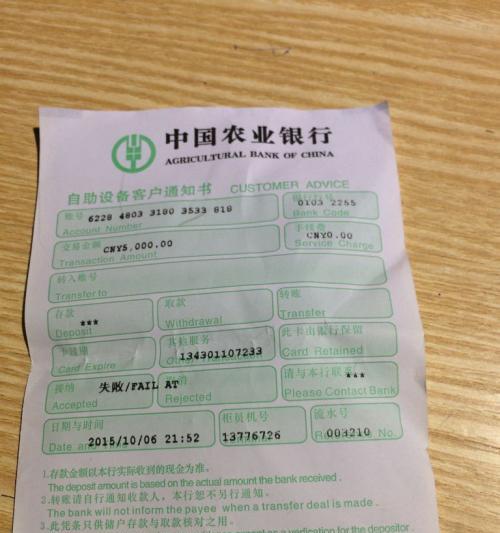 中国农业银行
AGRICULTURAL BANK OF CHINA
自助设备客户通知书 CUSTOMER ADVICE
账号 6228 4803 3180 3533 818
Account Number
0103 2255
Bank Code
交易金额 CNY5,000.00
Transaction Amount
手续费
CNY0.00
Service Charge
转入账号
Transfer to
存款
***
Deposit
取款
Withdrawal
转账
Transfer
卡到期
Card Expire
其他服务
134301107233
此卡由银行保留
Card Retained
接纳 失败/FAIL AT
Accepted
Rejected
请与本行联系 ***
Please Contact Bank
日期与时间
Date and
2015/10/06 21:52
柜员机号
13776726
流水号
003210
No.
1.存款金额以本行实际收到的现金为准。
The deposit amount is based on the actual amount the bank received .
2.转账请自行通知收款人，本行恕不另行通知。
The bank will not inform the payee when a transfer deal is made .
3.此凭条只供储户存款与取款核对之用。
as a verification for the depositor